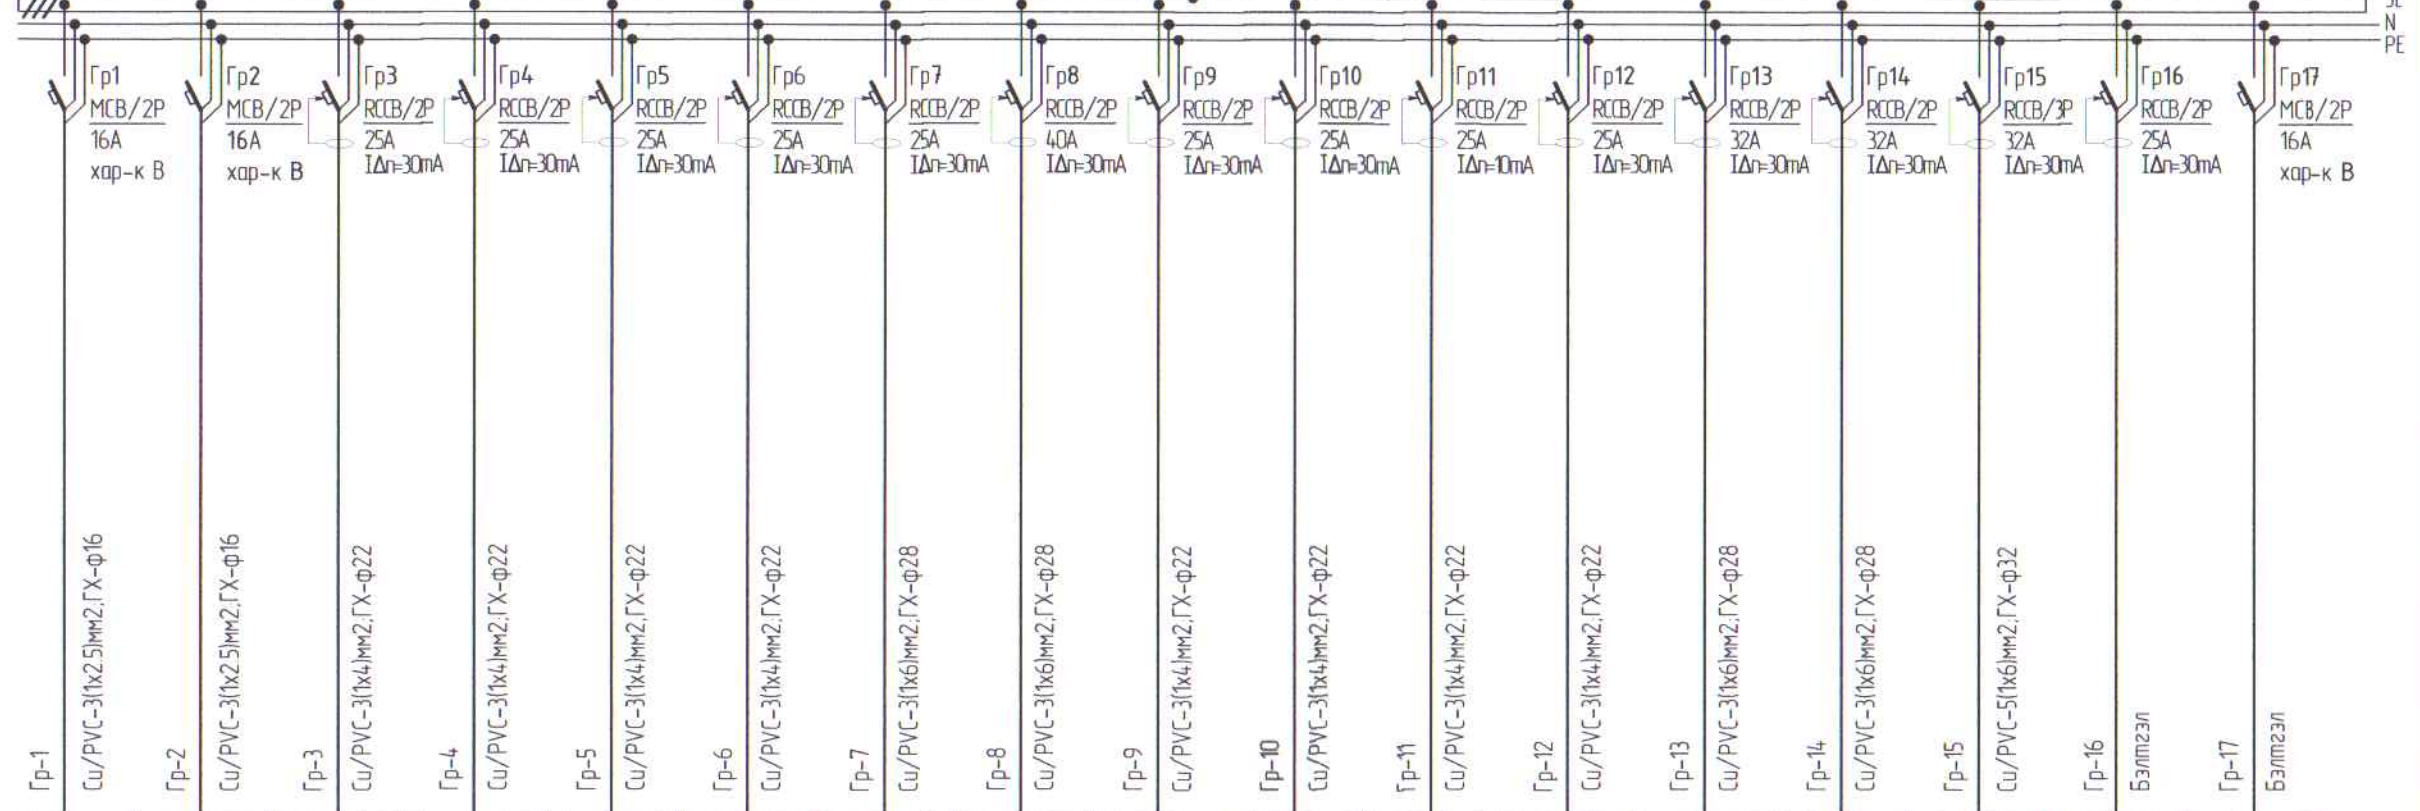 N
PE
Гр1
MCB/2P
16A
хар-к B
Гр2
MCB/2P
16A
хар-к B
Гр3
RCCB/2P
25A
IΔn=30mA
Гр4
RCCB/2P
25A
IΔn=30mA
Гр5
RCCB/2P
25A
IΔn=30mA
Гр6
RCCB/2P
25A
IΔn=30mA
Гр7
RCCB/2P
25A
IΔn=30mA
Гр8
RCCB/2P
40A
IΔn=30mA
Гр9
RCCB/2P
25A
IΔn=30mA
Гр10
RCCB/2P
25A
IΔn=30mA
Гр11
RCCB/2P
25A
IΔn=10mA
Гр12
RCCB/2P
25A
IΔn=30mA
Гр13
RCCB/2P
32A
IΔn=30mA
Гр14
RCCB/2P
32A
IΔn=30mA
Гр15
RCCB/3P
32A
IΔn=30mA
Гр16
RCCB/2P
25A
IΔn=30mA
Гр17
MCB/2P
16A
хар-к B
Гр-1
Cu/PVC-3(1x2.5)мм2;ГХ-ф16
Гр-2
Cu/PVC-3(1x2.5)мм2;ГХ-ф16
Гр-3
Cu/PVC-3(1x4)мм2;ГХ-ф22
Гр-4
Cu/PVC-3(1x4)мм2;ГХ-ф22
Гр-5
Cu/PVC-3(1x4)мм2;ГХ-ф22
Гр-6
Cu/PVC-3(1x4)мм2;ГХ-ф22
Гр-7
Cu/PVC-3(1x6)мм2;ГХ-ф28
Гр-8
Cu/PVC-3(1x6)мм2;ГХ-ф28
Гр-9
Cu/PVC-3(1x4)мм2;ГХ-ф22
Гр-10
Cu/PVC-3(1x4)мм2;ГХ-ф22
Гр-11
Cu/PVC-3(1x4)мм2;ГХ-ф22
Гр-12
Cu/PVC-3(1x4)мм2;ГХ-ф22
Гр-13
Cu/PVC-3(1x6)мм2;ГХ-ф28
Гр-14
Cu/PVC-3(1x6)мм2;ГХ-ф28
Гр-15
Cu/PVC-5(1x6)мм2;ГХ-ф32
Гр-16
Бэлтгэл
Гр-17
Бэлтгэл